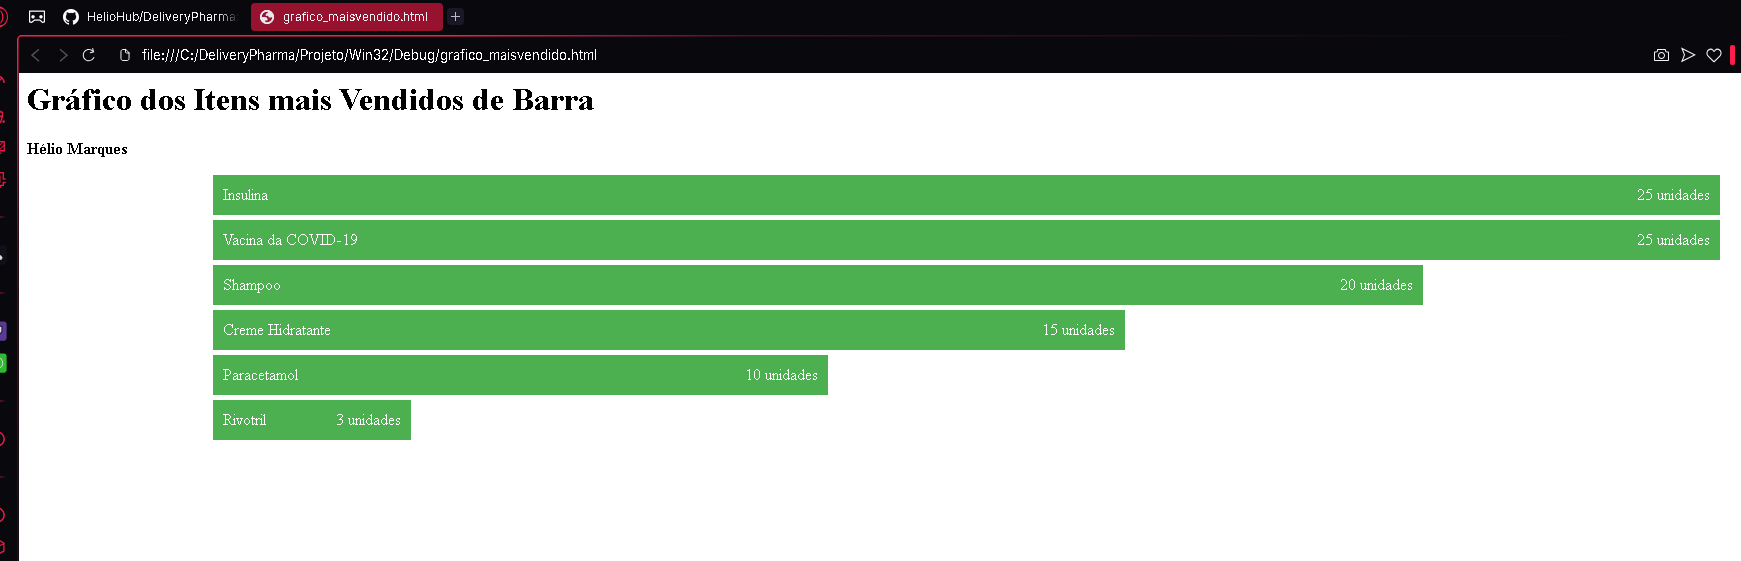 HelioHub/DeliveryPharma
grafico_maisvendido.html
file:///C:/DeliveryPharma/Projeto/Win32/Debug/grafico_maisvendido.html
Gráfico dos Itens mais Vendidos de Barra
Hélio Marques
Insulina 25 unidades
Vacina da COVID-19 25 unidades
Shampoo 20 unidades
Creme Hidratante 15 unidades
Paracetamol 10 unidades
Rivotril 3 unidades